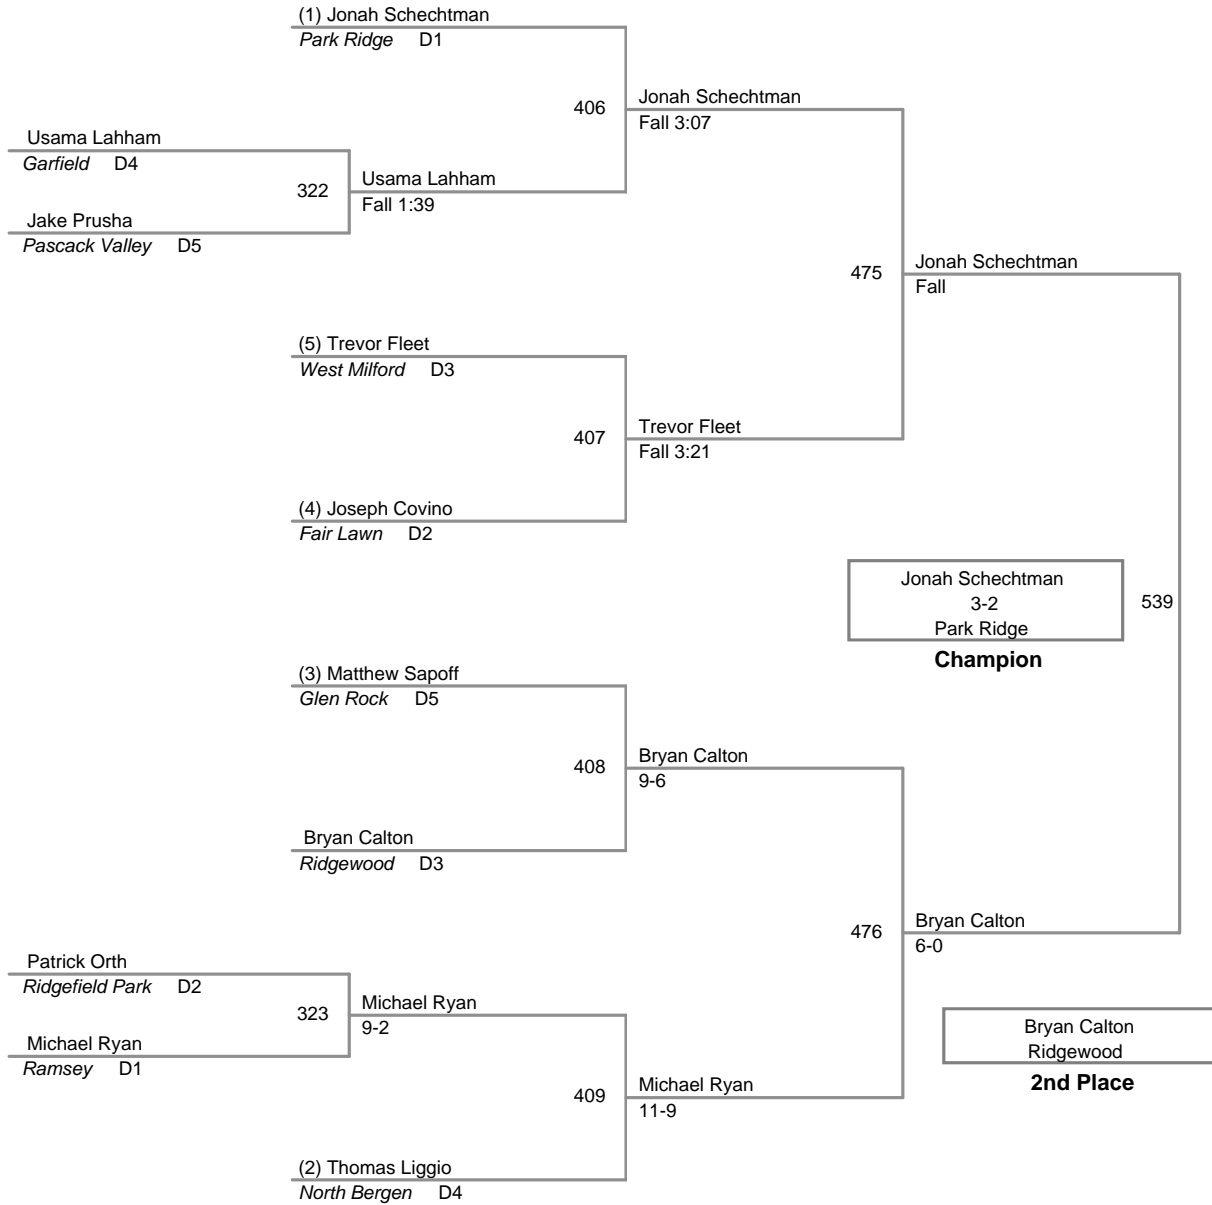 (1) Jonah Schechtman
Park Ridge D1
406
Jonah Schechtman
Fall 3:07
Usama Lahham
Garfield D4
322
Usama Lahham
Fall 1:39
Jake Prusha
Pascack Valley D5
475
Jonah Schechtman
Fall
(5) Trevor Fleet
West Milford D3
407
Trevor Fleet
Fall 3:21
(4) Joseph Covino
Fair Lawn D2
Jonah Schechtman
3-2
Park Ridge
Champion
539
(3) Matthew Sapoff
Glen Rock D5
408
Bryan Calton
9-6
Bryan Calton
Ridgewood D3
476
Bryan Calton
6-0
Patrick Orth
Ridgefield Park D2
323
Michael Ryan
9-2
Michael Ryan
Ramsey D1
Bryan Calton
Ridgewood
2nd Place
409
Michael Ryan
11-9
(2) Thomas Liggio
North Bergen D4